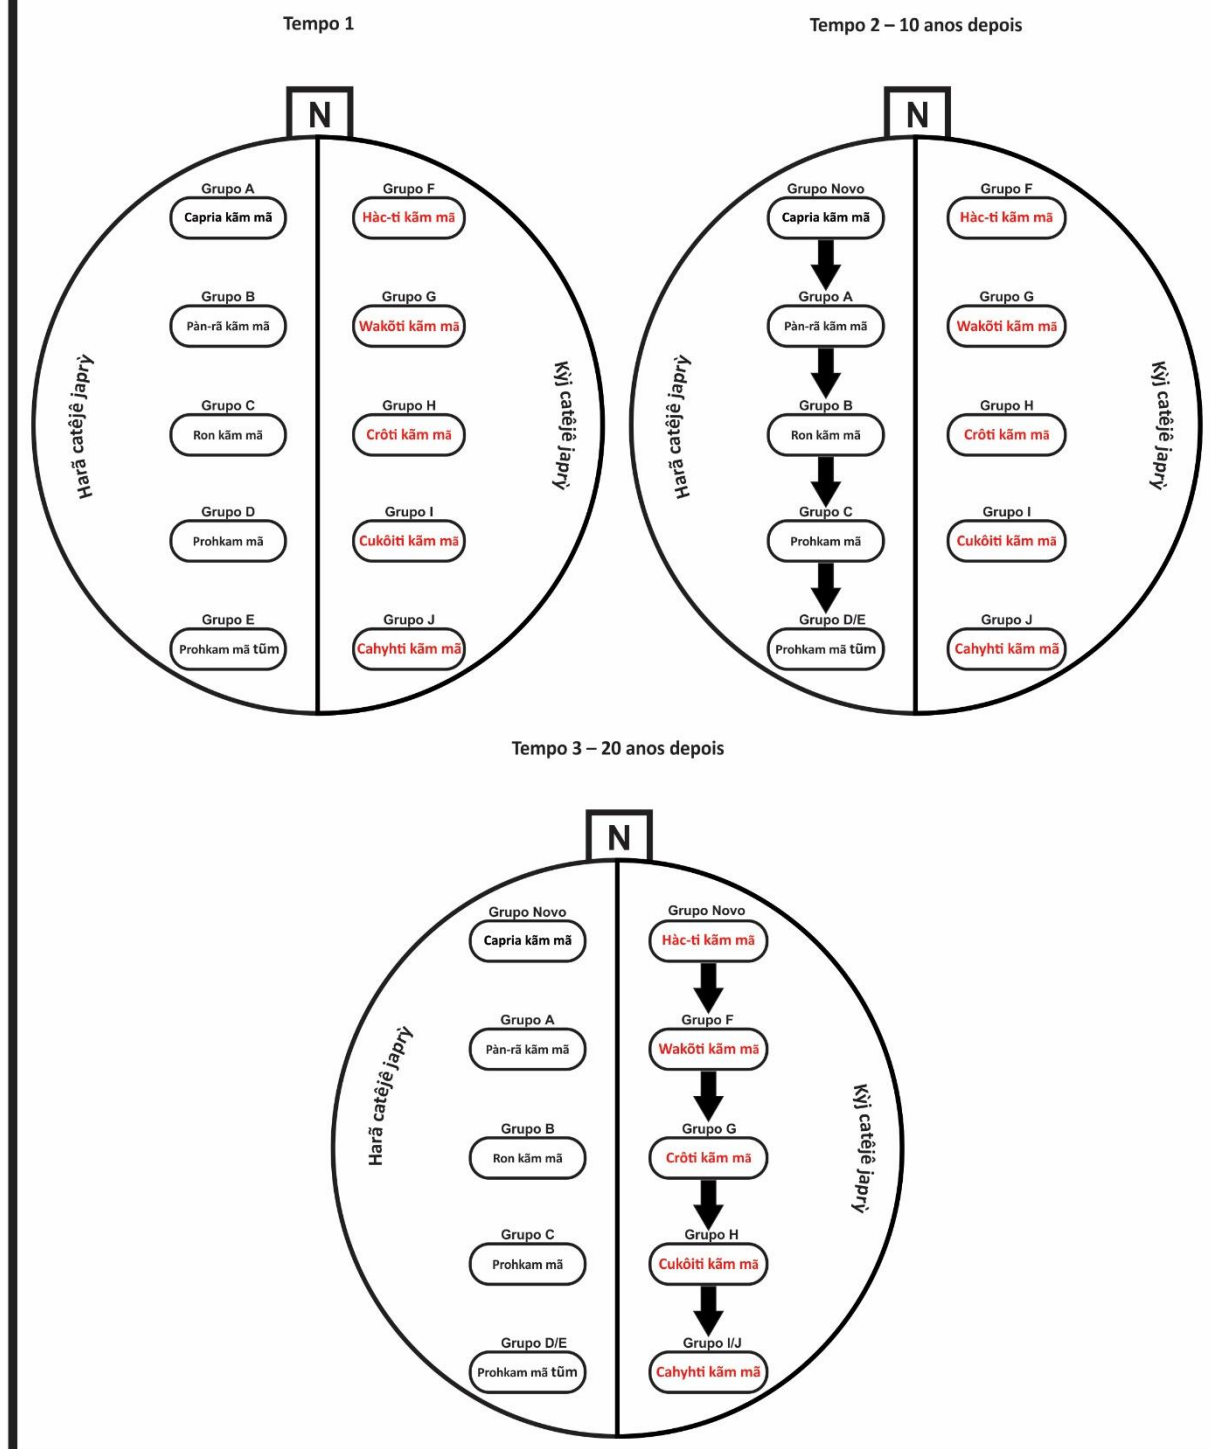 Tempo 1
N
Grupo A
Capria kãm mã
Grupo B
Pàn-rã kãm mã
Grupo C
Ron kãm mã
Grupo D
Prohkam mã
Grupo E
Prohkam mã tũm
Harã catêjê japrỳ
Grupo F
Hàc-ti kãm mã
Grupo G
Wakõti kãm mã
Grupo H
Crôti kãm mã
Grupo I
Cukôiti kãm mã
Grupo J
Cahyhti kãm mã
Kỳj catêjê japrỳ
Tempo 2 – 10 anos depois
N
Grupo Novo
Capria kãm mã
Grupo A
Pàn-rã kãm mã
Grupo B
Ron kãm mã
Grupo C
Prohkam mã
Grupo D/E
Prohkam mã tũm
Harã catêjê japrỳ
Grupo F
Hàc-ti kãm mã
Grupo G
Wakõti kãm mã
Grupo H
Crôti kãm mã
Grupo I
Cukôiti kãm mã
Grupo J
Cahyhti kãm mã
Kỳj catêjê japrỳ
Tempo 3 – 20 anos depois
N
Grupo Novo
Capria kãm mã
Grupo A
Pàn-rã kãm mã
Grupo B
Ron kãm mã
Grupo C
Prohkam mã
Grupo D/E
Prohkam mã tũm
Harã catêjê japrỳ
Grupo Novo
Hàc-ti kãm mã
Grupo F
Wakõti kãm mã
Grupo G
Crôti kãm mã
Grupo H
Cukôiti kãm mã
Grupo I/J
Cahyhti kãm mã
Kỳj catêjê japrỳ